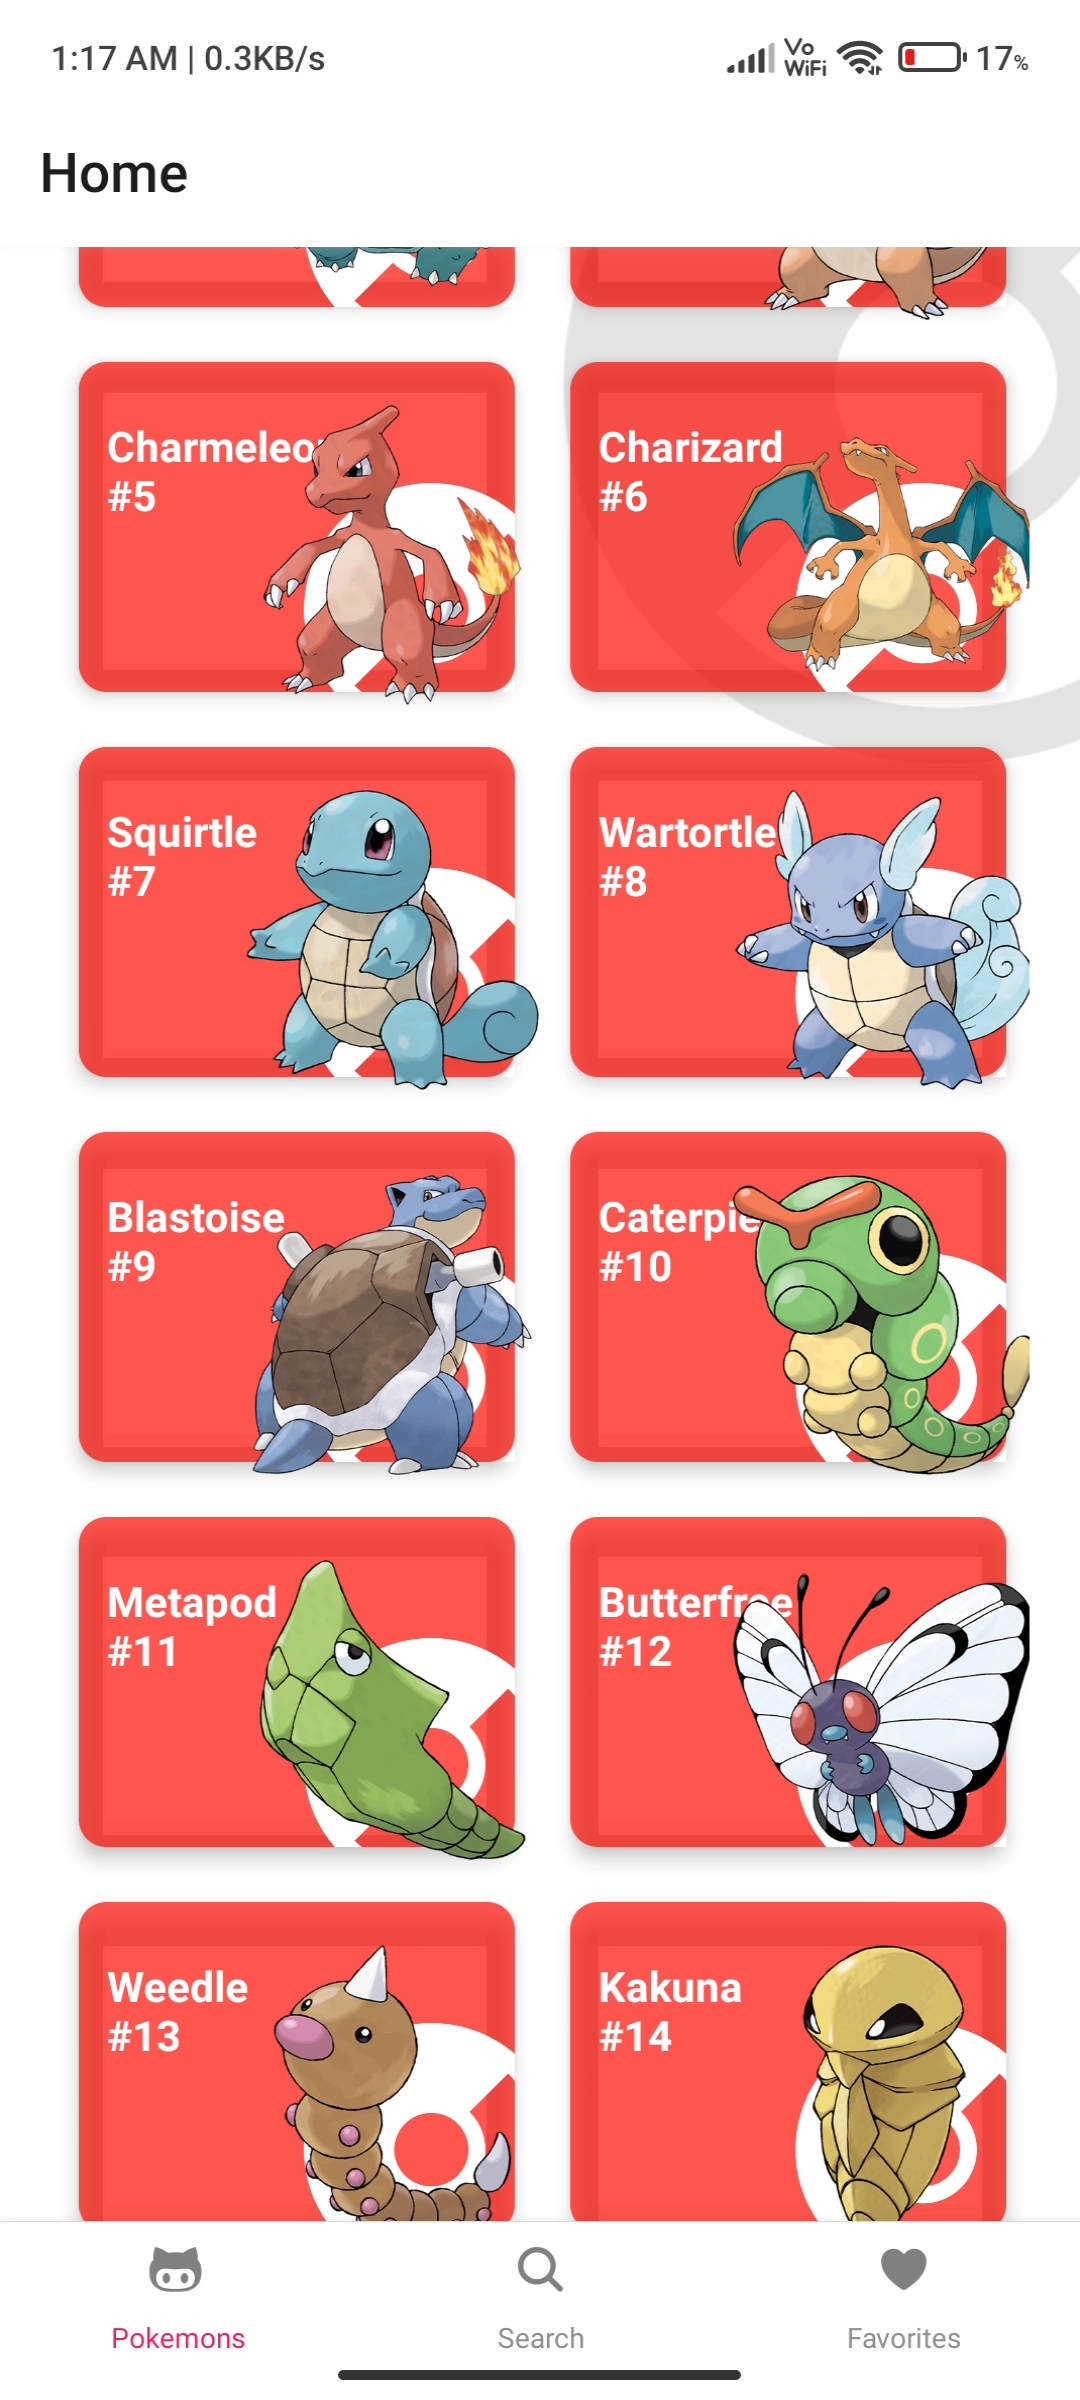 1:17 AM | 0.3KB/s
Vo
WiFi
17%
Home
Charmeleon
#5
Charizard
#6
Squirtle
#7
Wartortle
#8
Blastoise
#9
Caterpie
#10
Metapod
#11
Butterfree
#12
Weedle
#13
Kakuna
#14
Pokemons
Search
Favorites